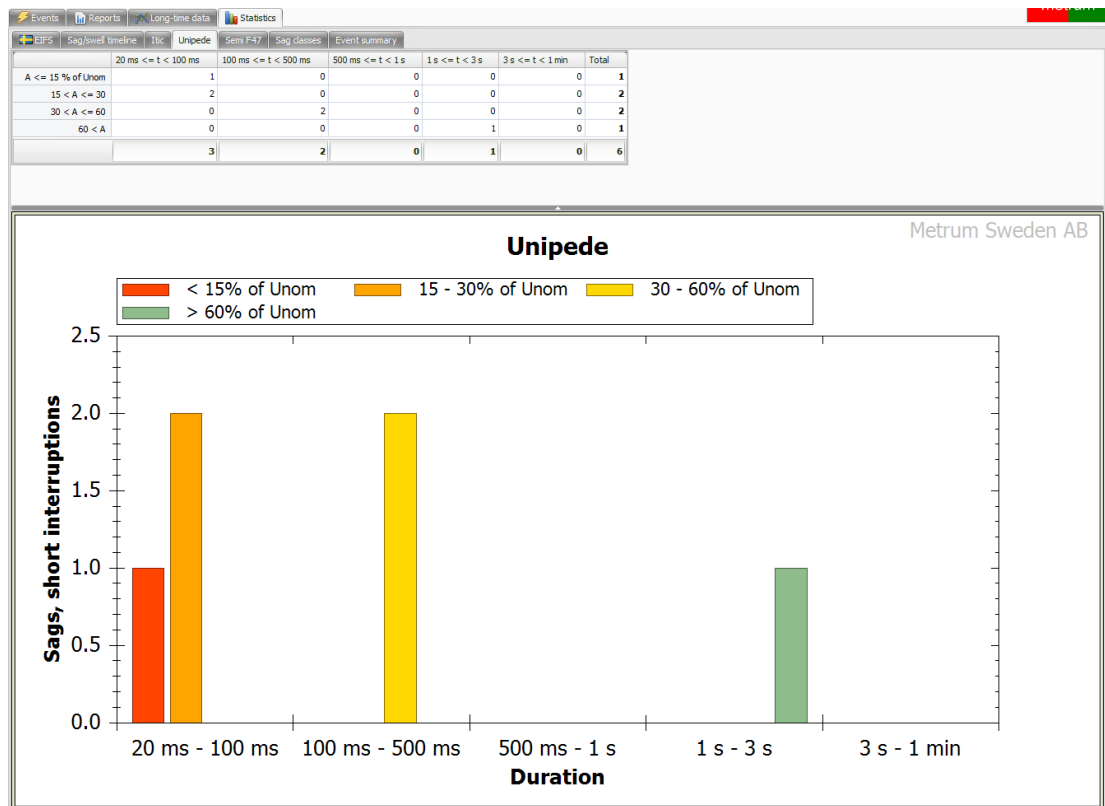 Events Reports Long-time data Statistics
EIFS Sag/swell timeline Itic Unipede Semi F47 Sag classes Event summary
20 ms <= t < 100 ms 100 ms <= t < 500 ms 500 ms <= t < 1 s 1 s <= t < 3 s 3 s <= t < 1 min Total
A <= 15 % of Unom 1 0 0 0 0 1
15 < A <= 30 2 0 0 0 0 2
30 < A <= 60 0 2 0 0 0 2
60 < A 0 0 0 1 0 1
3 2 0 1 0 6
Metrum Sweden AB
Unipede
< 15% of Unom 15 - 30% of Unom 30 - 60% of Unom
> 60% of Unom
2.5
2.0
1.5
1.0
0.5
0.0
Sags, short interruptions
20 ms - 100 ms 100 ms - 500 ms 500 ms - 1 s 1 s - 3 s 3 s - 1 min
Duration